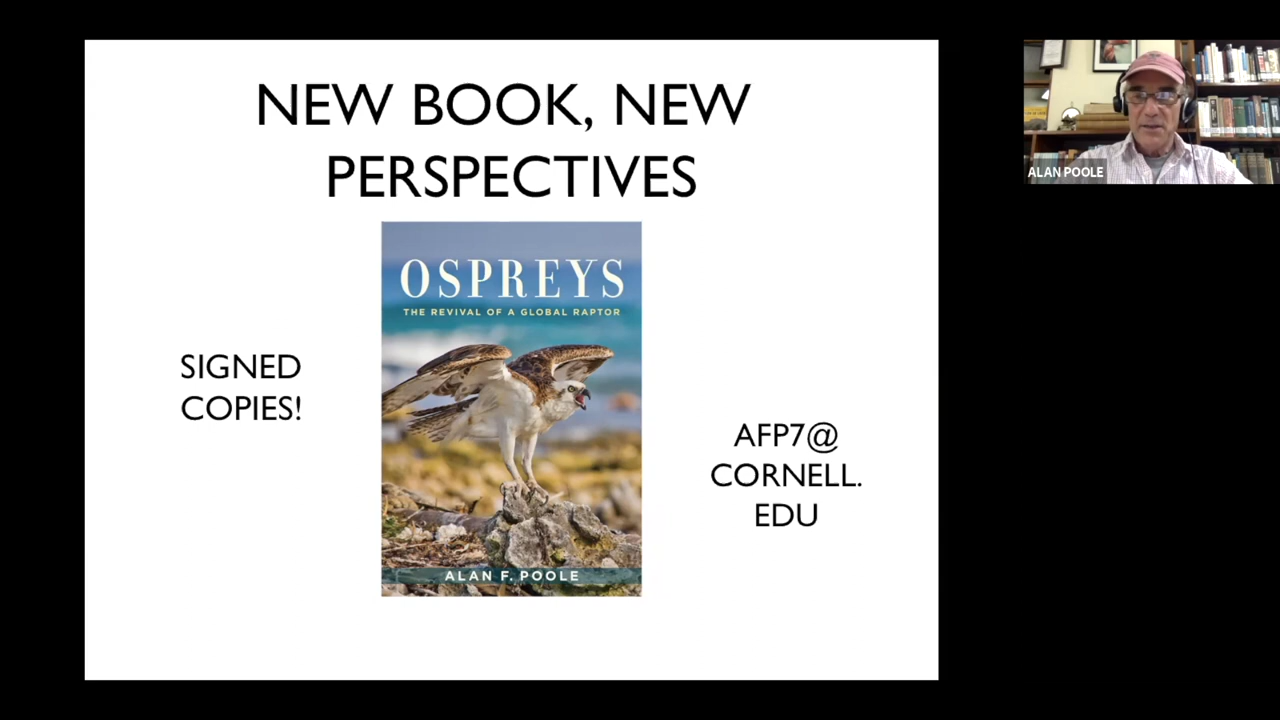 NEW BOOK, NEW
PERSPECTIVES
OSPREYS
THE REVIVAL OF A GLOBAL RAPTOR
SIGNED
COPIES!
AFP7@
CORNELL.
EDU
ALAN F. POOLE
ALAN POOLE